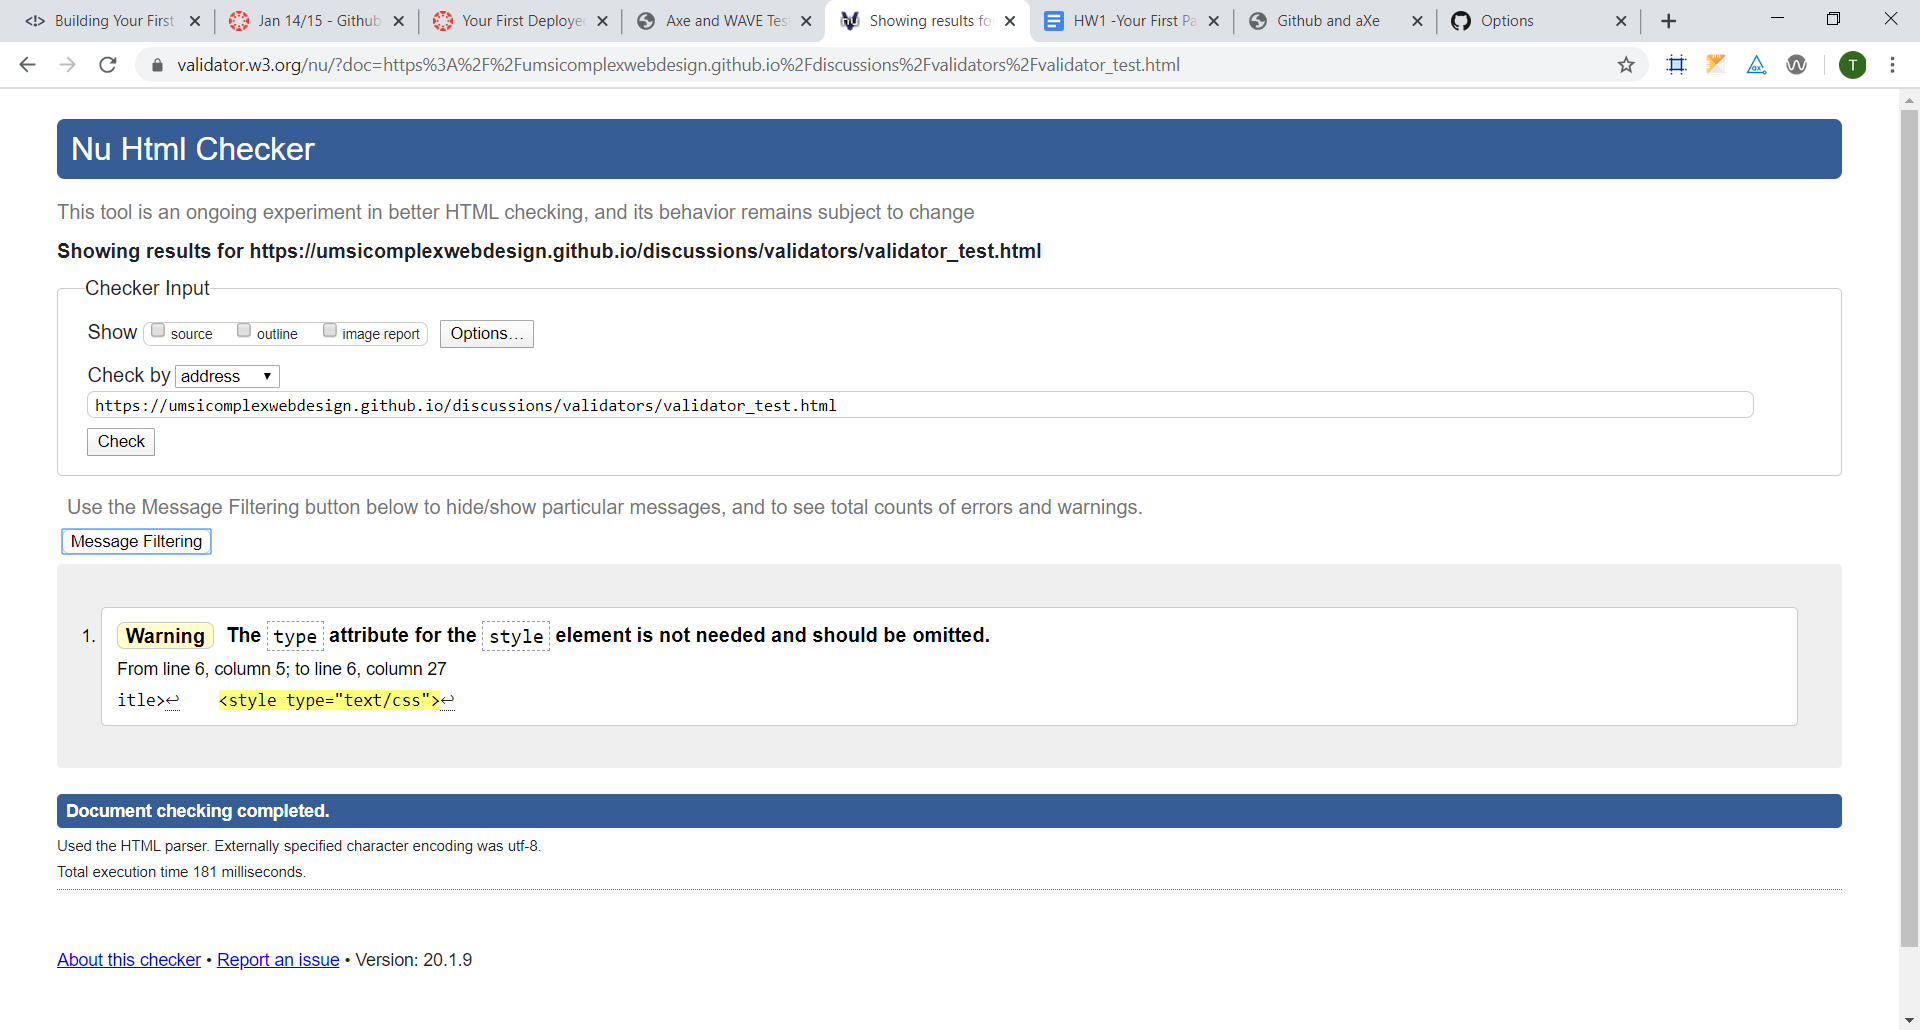 Building Your First
Jan 14/15 - Github
Your First Deploye
Axe and WAVE Tes
Showing results fo
HW1 -Your First Pa
Github and aXe
Options
validator.w3.org/nu/?doc=https%3A%2F%2Fumsicomplexwebdesign.github.io%2Fdiscussions%2Fvalidators%2Fvalidator_test.html
T
Nu Html Checker
This tool is an ongoing experiment in better HTML checking, and its behavior remains subject to change
Showing results for https://umsicomplexwebdesign.github.io/discussions/validators/validator_test.html
Checker Input
Show source outline image report Options...
Check by address
https://umsicomplexwebdesign.github.io/discussions/validators/validator_test.html
Check
Use the Message Filtering button below to hide/show particular messages, and to see total counts of errors and warnings.
Message Filtering
1. Warning The type attribute for the style element is not needed and should be omitted.
From line 6, column 5; to line 6, column 27
itle>↩ <style type="text/css">↩
Document checking completed.
Used the HTML parser. Externally specified character encoding was utf-8.
Total execution time 181 milliseconds.
About this checker • Report an issue • Version: 20.1.9